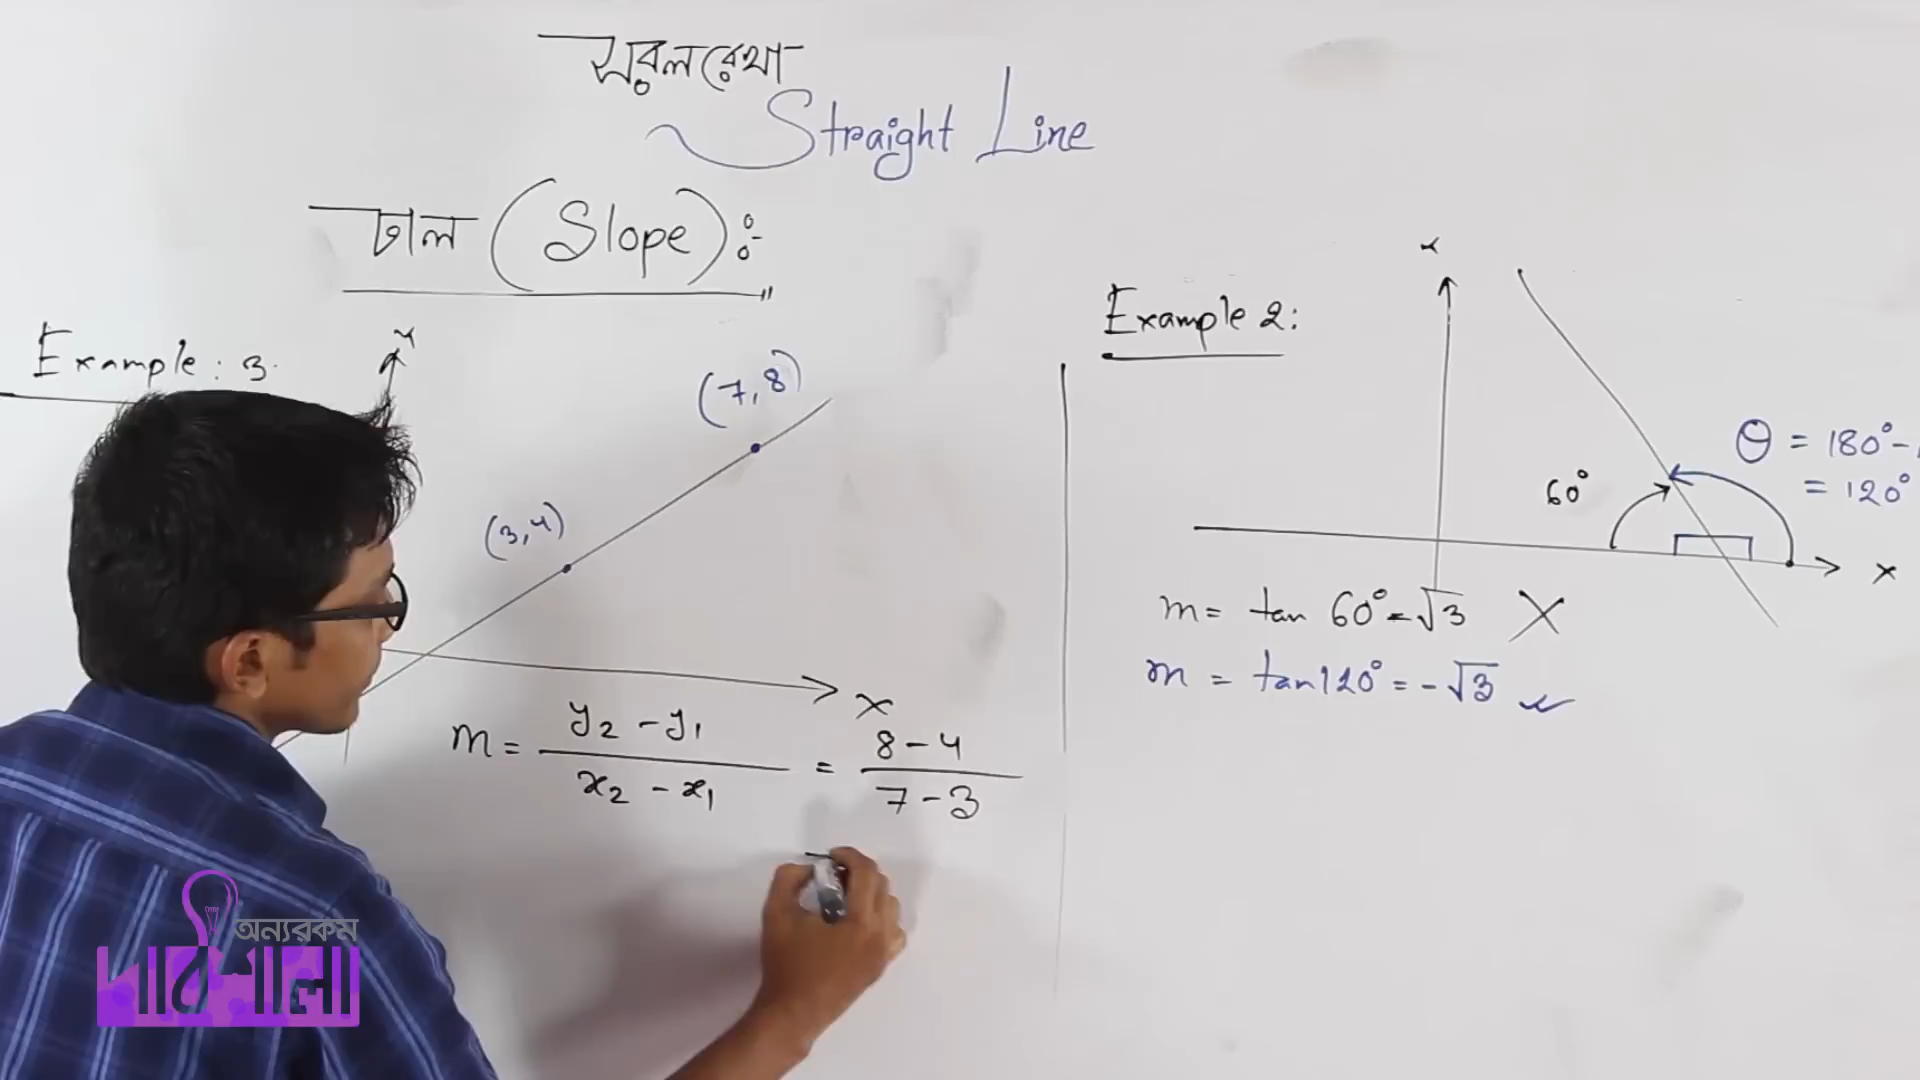 সরলরেখা
Straight Line
ঢাল (Slope):-
Example: 3.
Y
(7, 8)
(3, 4)
X
m = y₂ - y₁ / x₂ - x₁ = 8 - 4 / 7 - 3
Example 2:
Y
θ = 180° -
= 120°
60°
X
m = tan 60° = √3 X
m = tan 120° = -√3 ✓
অন্যরকম
পাঠশালা